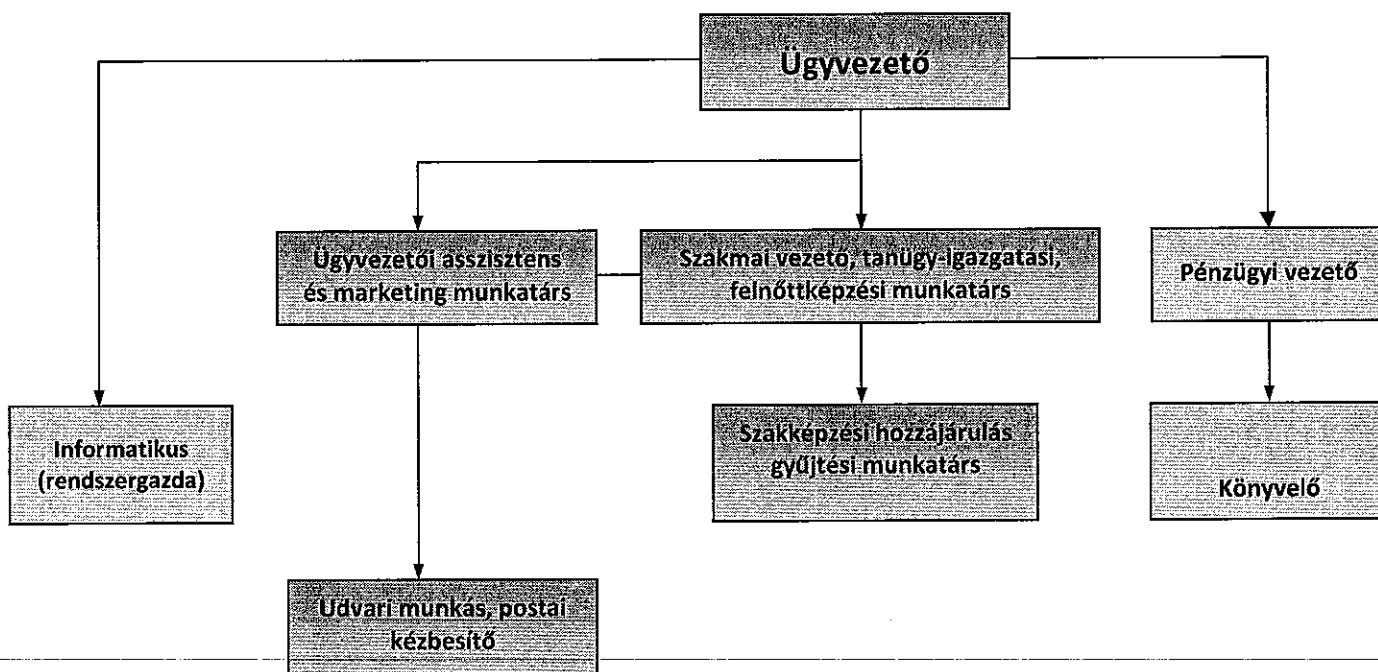 Ügyvezető
Ügyvezetői asszisztens
és marketing munkatárs
Szakmai vezető, tanügy-igazgatási,
felnőttképzési munkatárs
Pénzügyi vezető
Informatikus
(rendszergazda)
Szakképzési hozzájárulás
gyűjtési munkatárs
Könyvelő
Udvari munkás, postai
kézbesítő